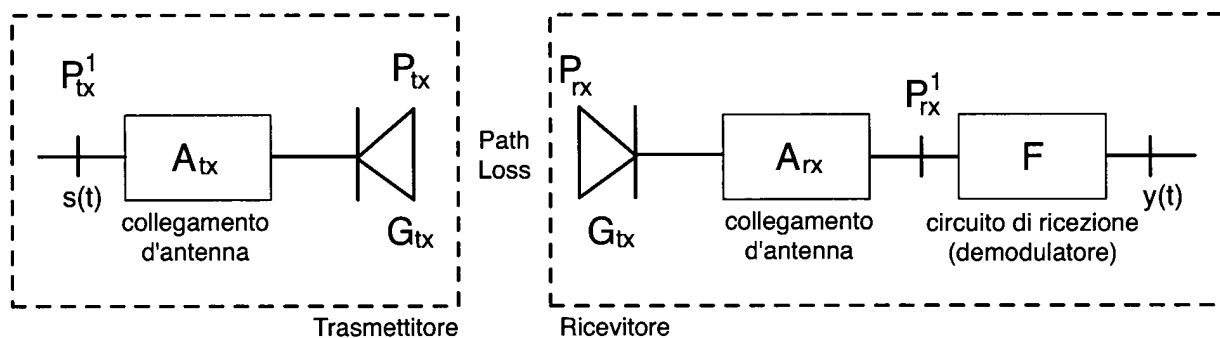 P¹tx
Ptx
Atx
s(t)
collegamento
d'antenna
Gtx
Trasmettitore
Path
Loss
Prx
P¹rx
Arx
F
Gtx
collegamento
d'antenna
circuito di ricezione
(demodulatore)
y(t)
Ricevitore